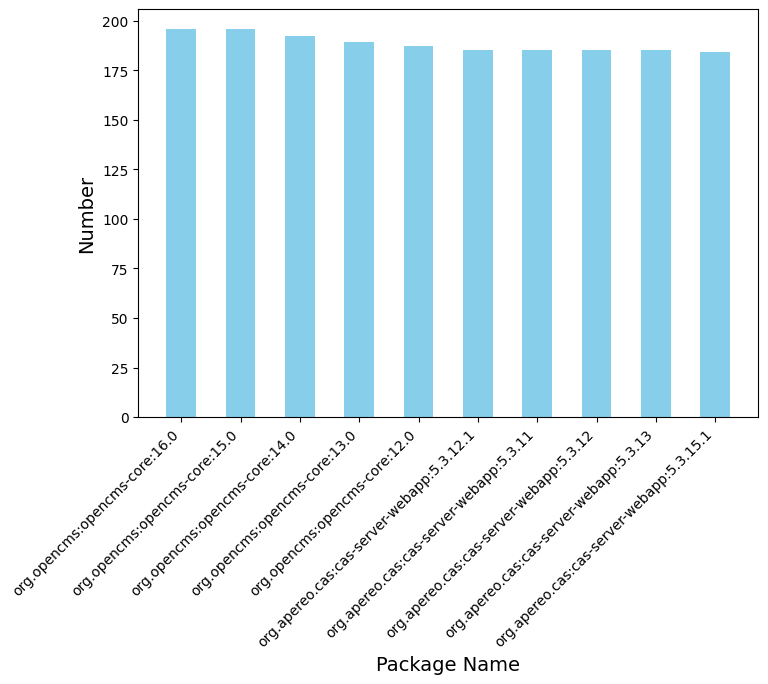 200
175
150
125
100
75
50
25
0
Number
org.opencms:opencms-core:16.0
org.opencms:opencms-core:15.0
org.opencms:opencms-core:14.0
org.opencms:opencms-core:13.0
org.opencms:opencms-core:12.0
org.apereo.cas:cas-server-webapp:5.3.12.1
org.apereo.cas:cas-server-webapp:5.3.11
org.apereo.cas:cas-server-webapp:5.3.12
org.apereo.cas:cas-server-webapp:5.3.13
org.apereo.cas:cas-server-webapp:5.3.15.1
Package Name